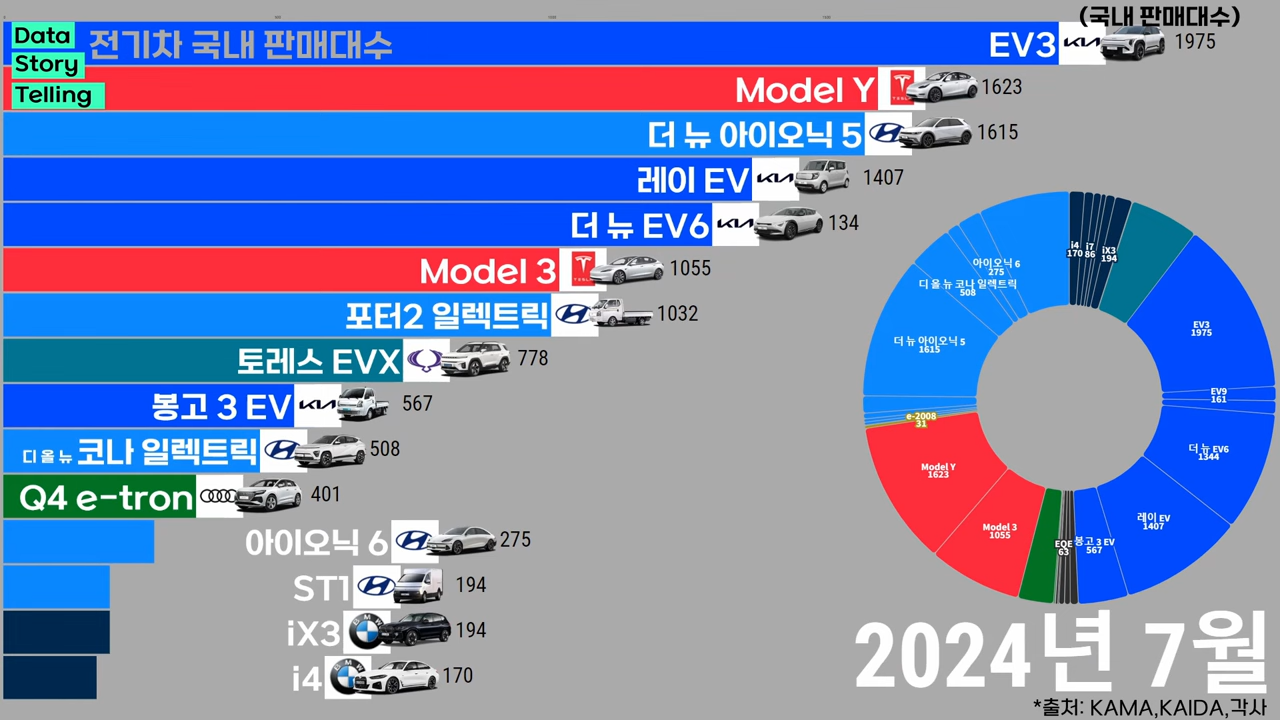 (국내 판매대수)
Data
Story
Telling
전기차 국내 판매대수
EV3 KIA 1975
Model Y TESLA 1623
더 뉴 아이오닉 5 1615
레이 EV KIA 1407
더 뉴 EV6 KIA 134
Model 3 TESLA 1055
포터2 일렉트릭 1032
토레스 EVX 778
봉고 3 EV KIA 567
디 올 뉴 코나 일렉트릭 508
Q4 e-tron 401
아이오닉 6 275
ST1 194
iX3 BMW 194
i4 BMW 170
i4
170
i7
86
iX3
194
EV3
1975
EV9
161
더 뉴 EV6
1344
레이 EV
1407
봉고 3 EV
567
EQE
63
Model 3
1055
Model Y
1623
e-2008
31
더 뉴 아이오닉 5
1615
디 올 뉴 코나 일렉트릭
508
아이오닉 6
275
2024년 7월
*출처: KAMA,KAIDA,각사